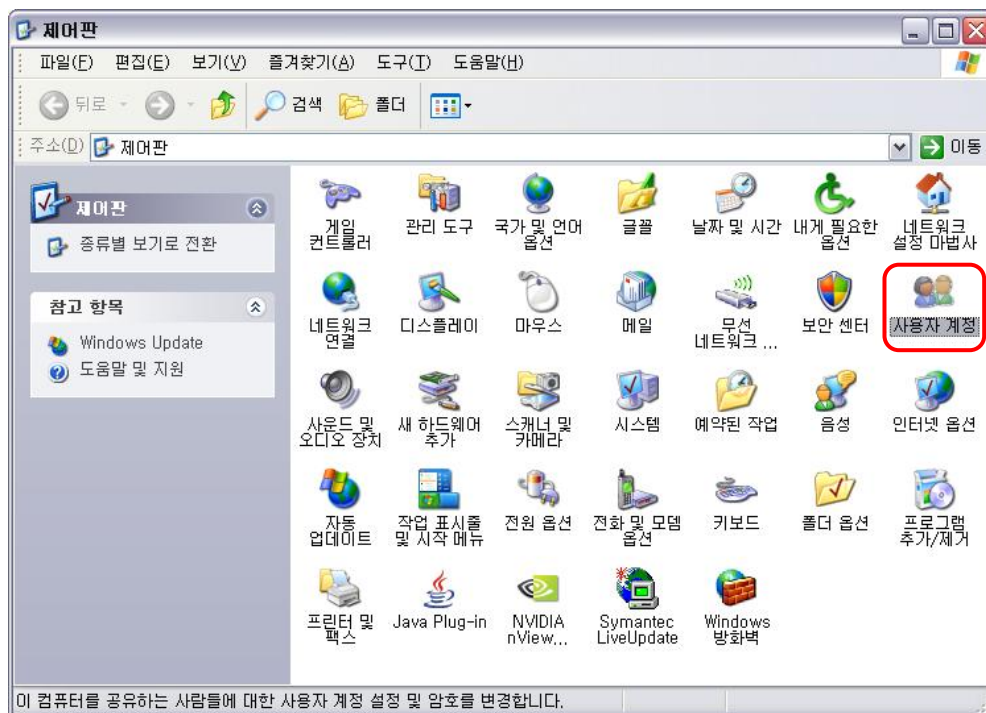 제어판
파일(F) 편집(E) 보기(V) 즐겨찾기(A) 도구(T) 도움말(H)
뒤로 검색 폴더
주소(D) 제어판 이동
제어판
종류별 보기로 전환
참고 항목
Windows Update
도움말 및 지원
게임
컨트롤러
관리 도구
국가 및 언어
옵션
글꼴
날짜 및 시간
내게 필요한
옵션
네트워크
설정 마법사
네트워크
연결
디스플레이
마우스
메일
무선
네트워크 ...
보안 센터
사용자 계정
사운드 및
오디오 장치
새 하드웨어
추가
스캐너 및
카메라
시스템
예약된 작업
음성
인터넷 옵션
자동
업데이트
작업 표시줄
및 시작 메뉴
전원 옵션
전화 및 모뎀
옵션
키보드
폴더 옵션
프로그램
추가/제거
프린터 및
팩스
Java Plug-in
NVIDIA
nView...
Symantec
LiveUpdate
Windows
방화벽
이 컴퓨터를 공유하는 사람들에 대한 사용자 계정 설정 및 암호를 변경합니다.